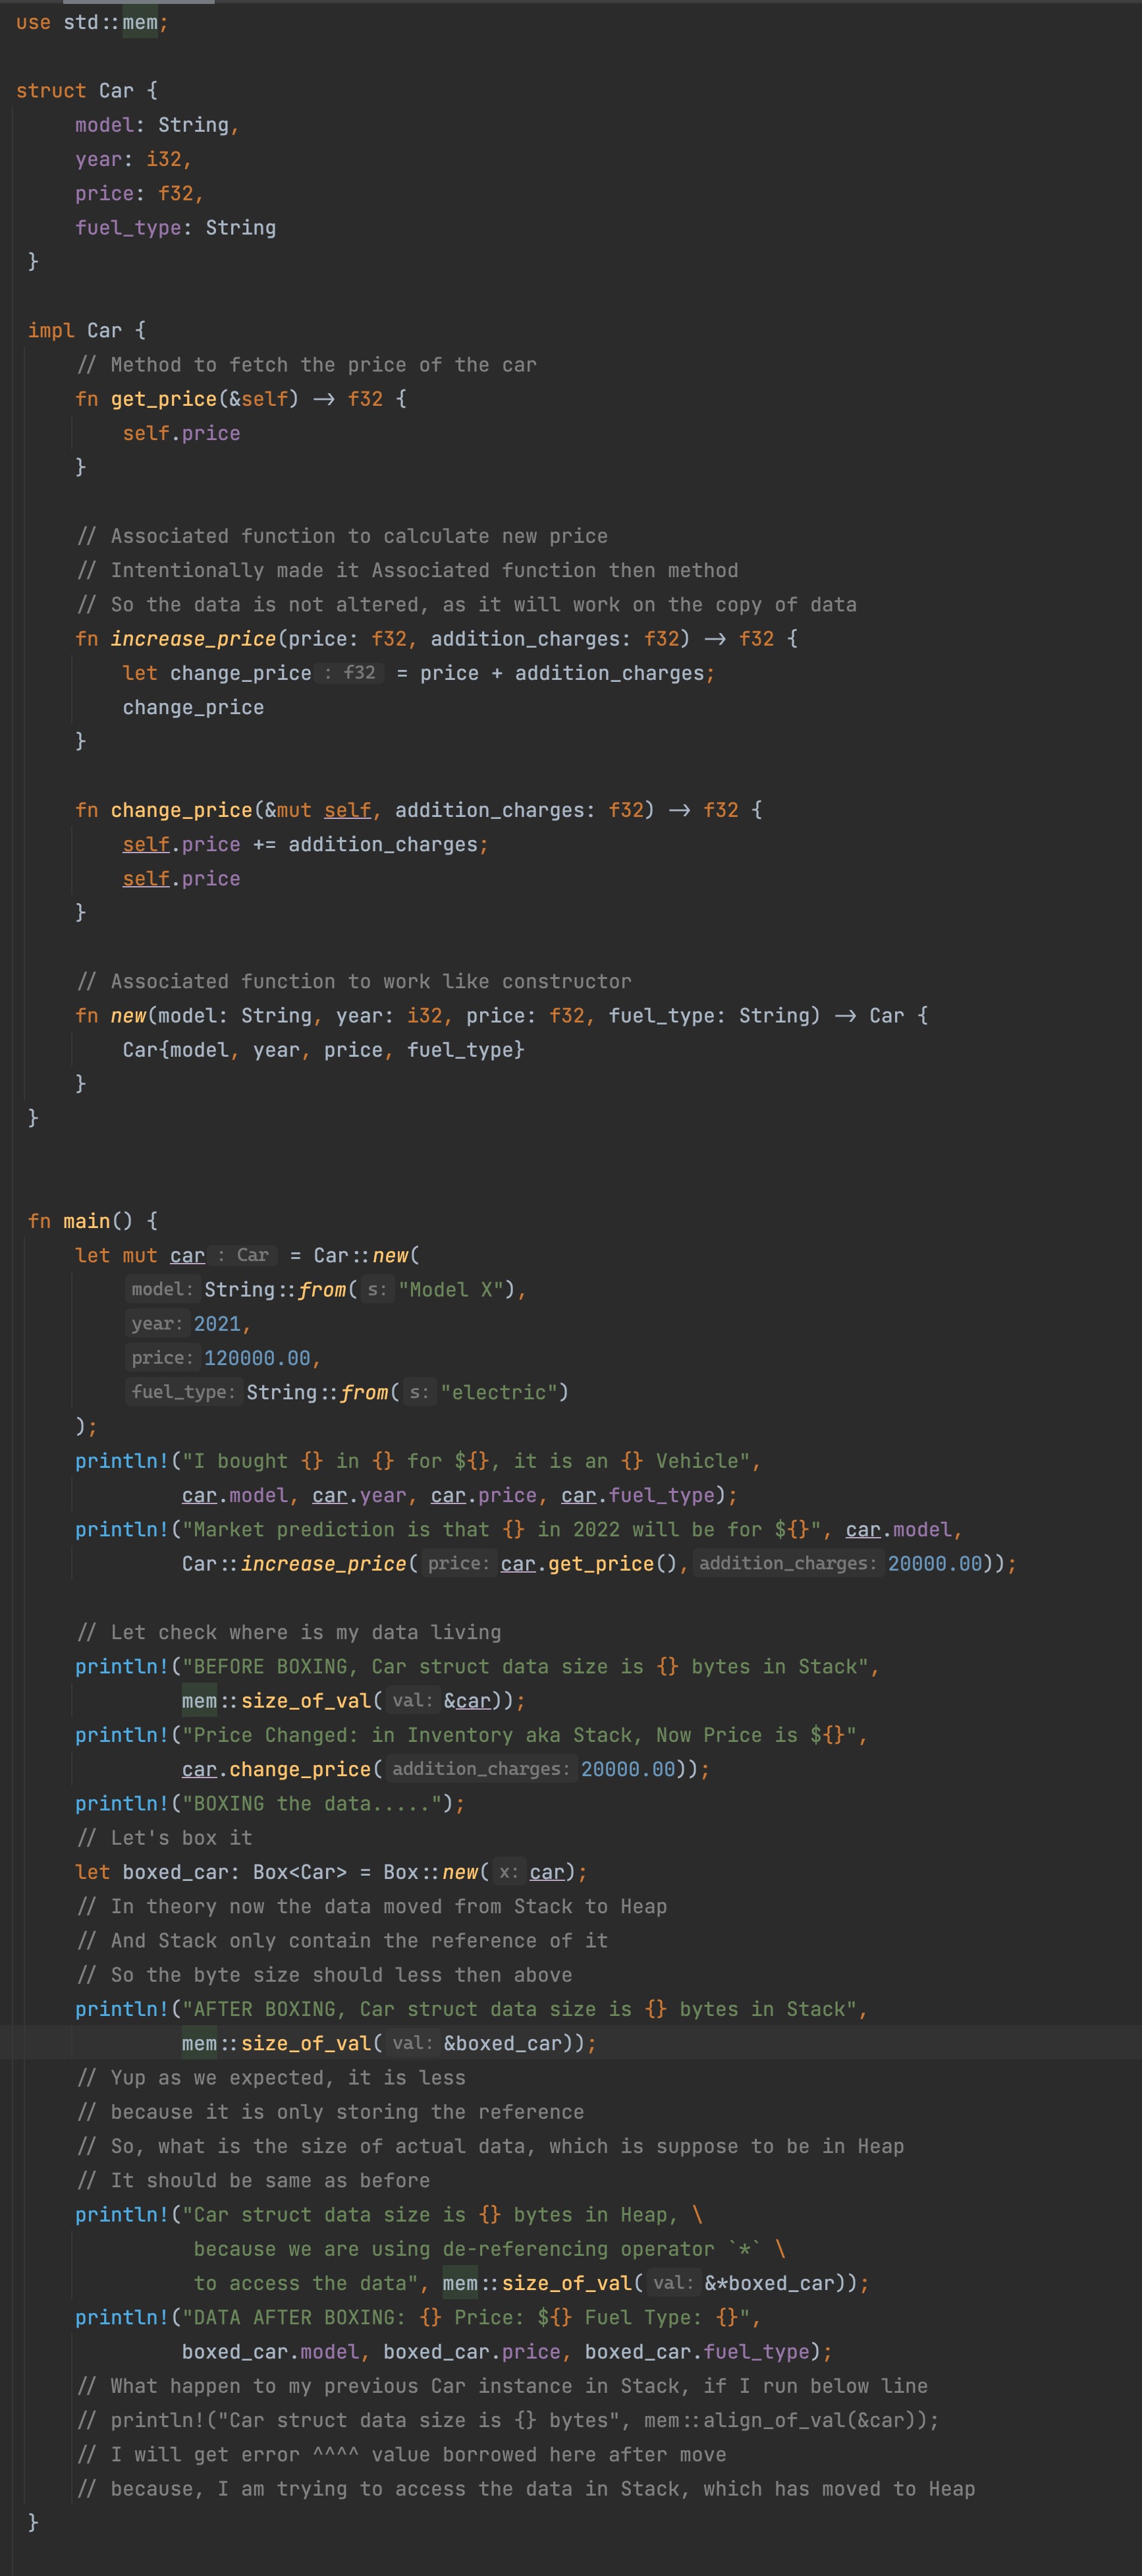 use std::mem;

struct Car {
    model: String,
    year: i32,
    price: f32,
    fuel_type: String
}

impl Car {
    // Method to fetch the price of the car
    fn get_price(&self) -> f32 {
        self.price
    }

    // Associated function to calculate new price
    // Intentionally made it Associated function then method
    // So the data is not altered, as it will work on the copy of data
    fn increase_price(price: f32, addition_charges: f32) -> f32 {
        let change_price : f32 = price + addition_charges;
        change_price
    }

    fn change_price(&mut self, addition_charges: f32) -> f32 {
        self.price += addition_charges;
        self.price
    }

    // Associated function to work like constructor
    fn new(model: String, year: i32, price: f32, fuel_type: String) -> Car {
        Car{model, year, price, fuel_type}
    }
}

fn main() {
    let mut car : Car = Car::new(
        model: String::from( s: "Model X"),
        year: 2021,
        price: 120000.00,
        fuel_type: String::from( s: "electric")
    );
    println!("I bought {} in {} for ${}, it is an {} Vehicle",
             car.model, car.year, car.price, car.fuel_type);
    println!("Market prediction is that {} in 2022 will be for ${}", car.model,
             Car::increase_price( price: car.get_price(), addition_charges: 20000.00));

    // Let check where is my data living
    println!("BEFORE BOXING, Car struct data size is {} bytes in Stack",
             mem::size_of_val( val: &car));
    println!("Price Changed: in Inventory aka Stack, Now Price is ${}",
             car.change_price( addition_charges: 20000.00));
    println!("BOXING the data.....");
    // Let's box it
    let boxed_car: Box<Car> = Box::new( x: car);
    // In theory now the data moved from Stack to Heap
    // And Stack only contain the reference of it
    // So the byte size should less then above
    println!("AFTER BOXING, Car struct data size is {} bytes in Stack",
             mem::size_of_val( val: &boxed_car));
    // Yup as we expected, it is less
    // because it is only storing the reference
    // So, what is the size of actual data, which is suppose to be in Heap
    // It should be same as before
    println!("Car struct data size is {} bytes in Heap, \
              because we are using de-referencing operator `*` \
              to access the data", mem::size_of_val( val: &*boxed_car));
    println!("DATA AFTER BOXING: {} Price: ${} Fuel Type: {}",
             boxed_car.model, boxed_car.price, boxed_car.fuel_type);
    // What happen to my previous Car instance in Stack, if I run below line
    // println!("Car struct data size is {} bytes", mem::align_of_val(&car));
    // I will get error ^^^^ value borrowed here after move
    // because, I am trying to access the data in Stack, which has moved to Heap
}